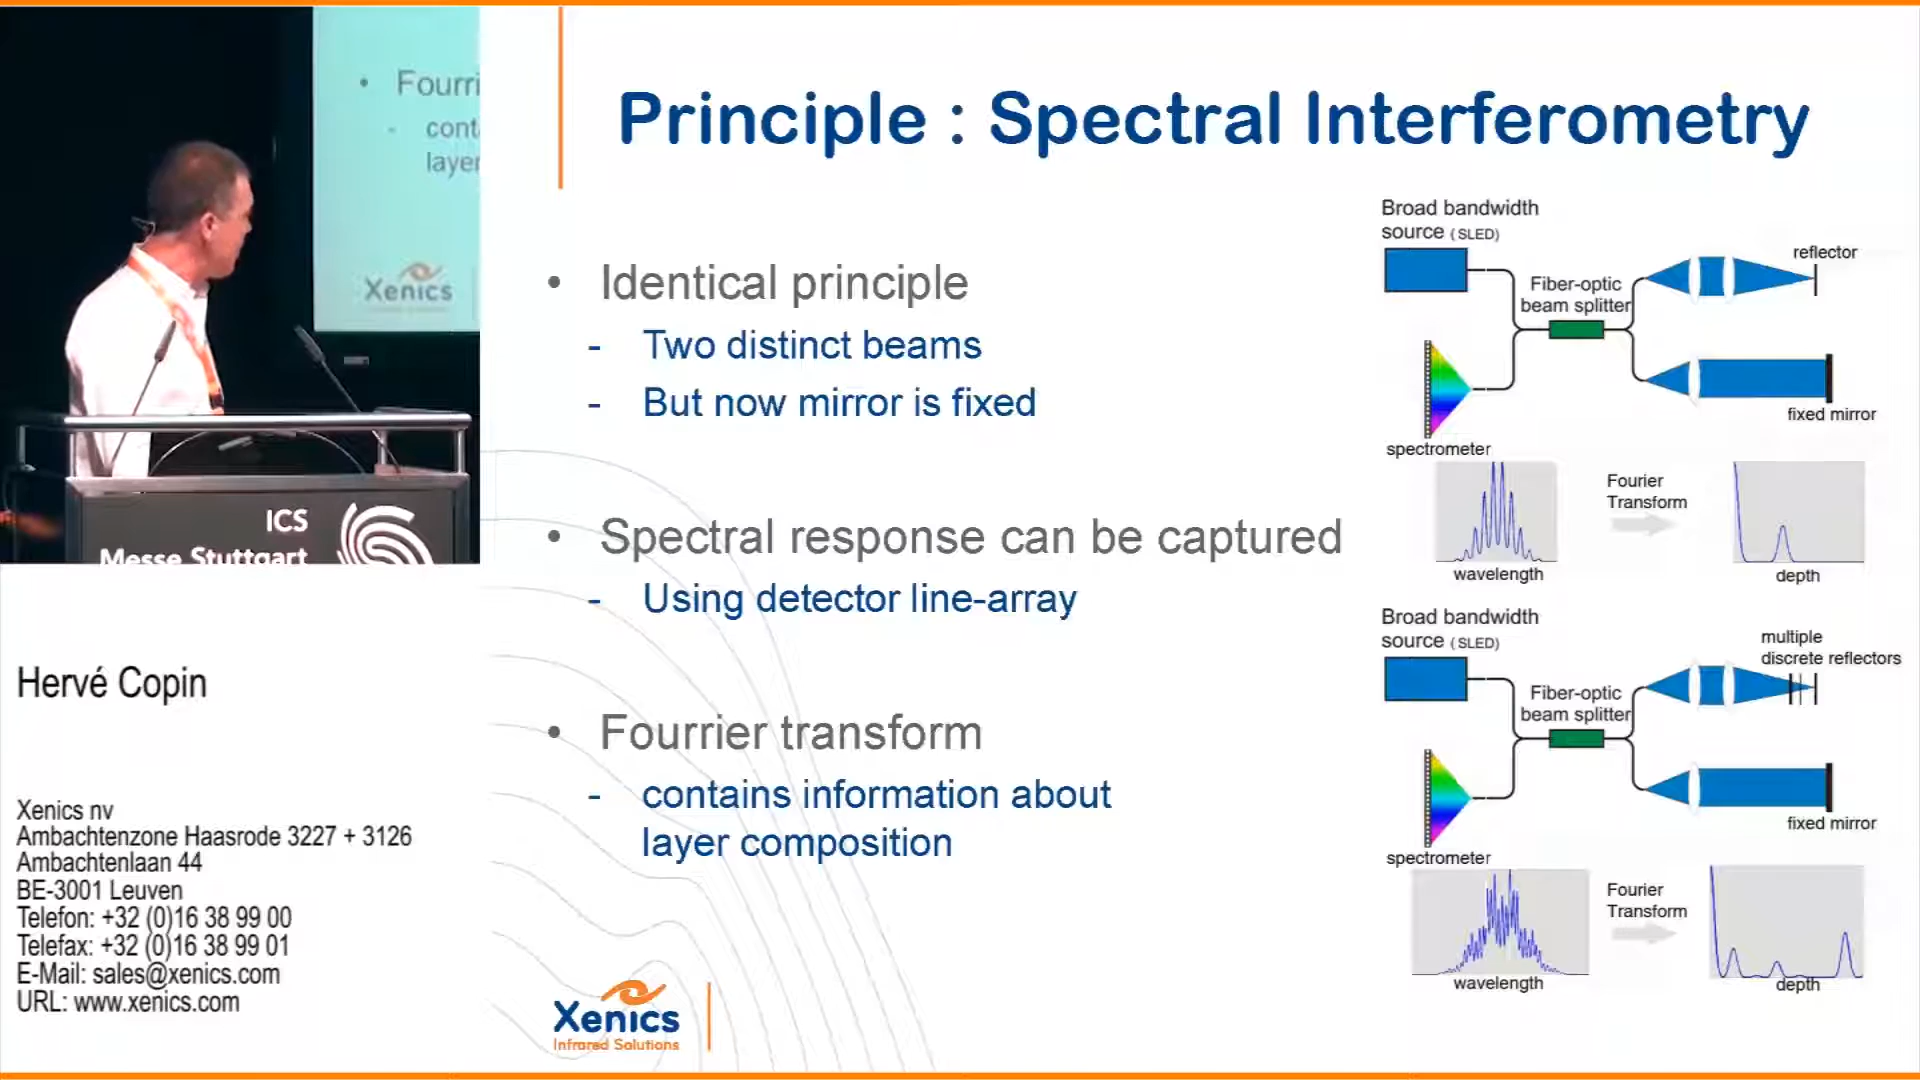 Fourri
cont
layer
Xenics
ICS
Messe Stuttgart
Hervé Copin
Xenics nv
Ambachtenzone Haasrode 3227 + 3126
Ambachtenlaan 44
BE-3001 Leuven
Telefon: +32 (0)16 38 99 00
Telefax: +32 (0)16 38 99 01
E-Mail: sales@xenics.com
URL: www.xenics.com
Principle : Spectral Interferometry
• Identical principle
- Two distinct beams
- But now mirror is fixed
• Spectral response can be captured
- Using detector line-array
• Fourrier transform
- contains information about
layer composition
Xenics
Infrared Solutions
Broad bandwidth
source (SLED)
reflector
Fiber-optic
beam splitter
fixed mirror
spectrometer
Fourier
Transform
wavelength
depth
Broad bandwidth
source (SLED)
multiple
discrete reflectors
Fiber-optic
beam splitter
fixed mirror
spectrometer
Fourier
Transform
wavelength
depth